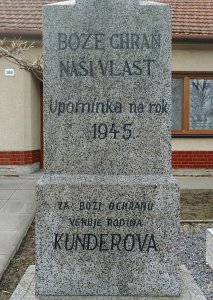 BOŽE CHRAŇ
NAŠI VLAST
Upomínka na rok
1945.
ZA BOŽÍ OCHRANU
VĚNUJE RODINA
KUNDEROVA